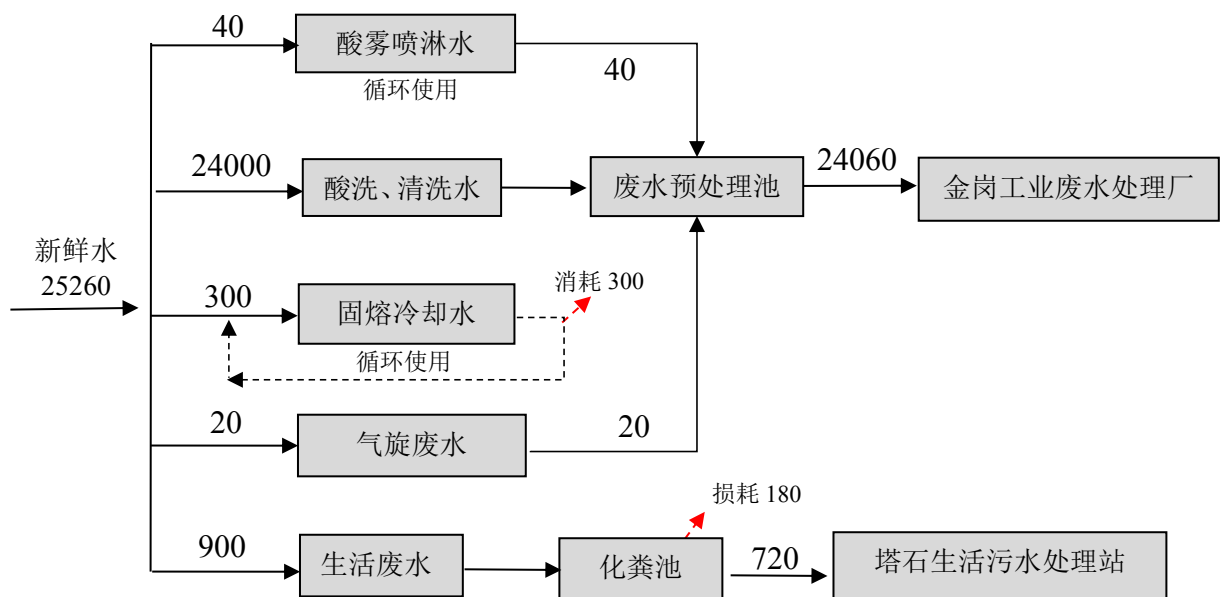 40
酸雾喷淋水
循环使用
40
24000
酸洗、清洗水
废水预处理池
24060
金岗工业废水处理厂
新鲜水
25260
300
固熔冷却水
循环使用
消耗 300
20
气旋废水
20
900
生活废水
化粪池
损耗 180
720
塔石生活污水处理站